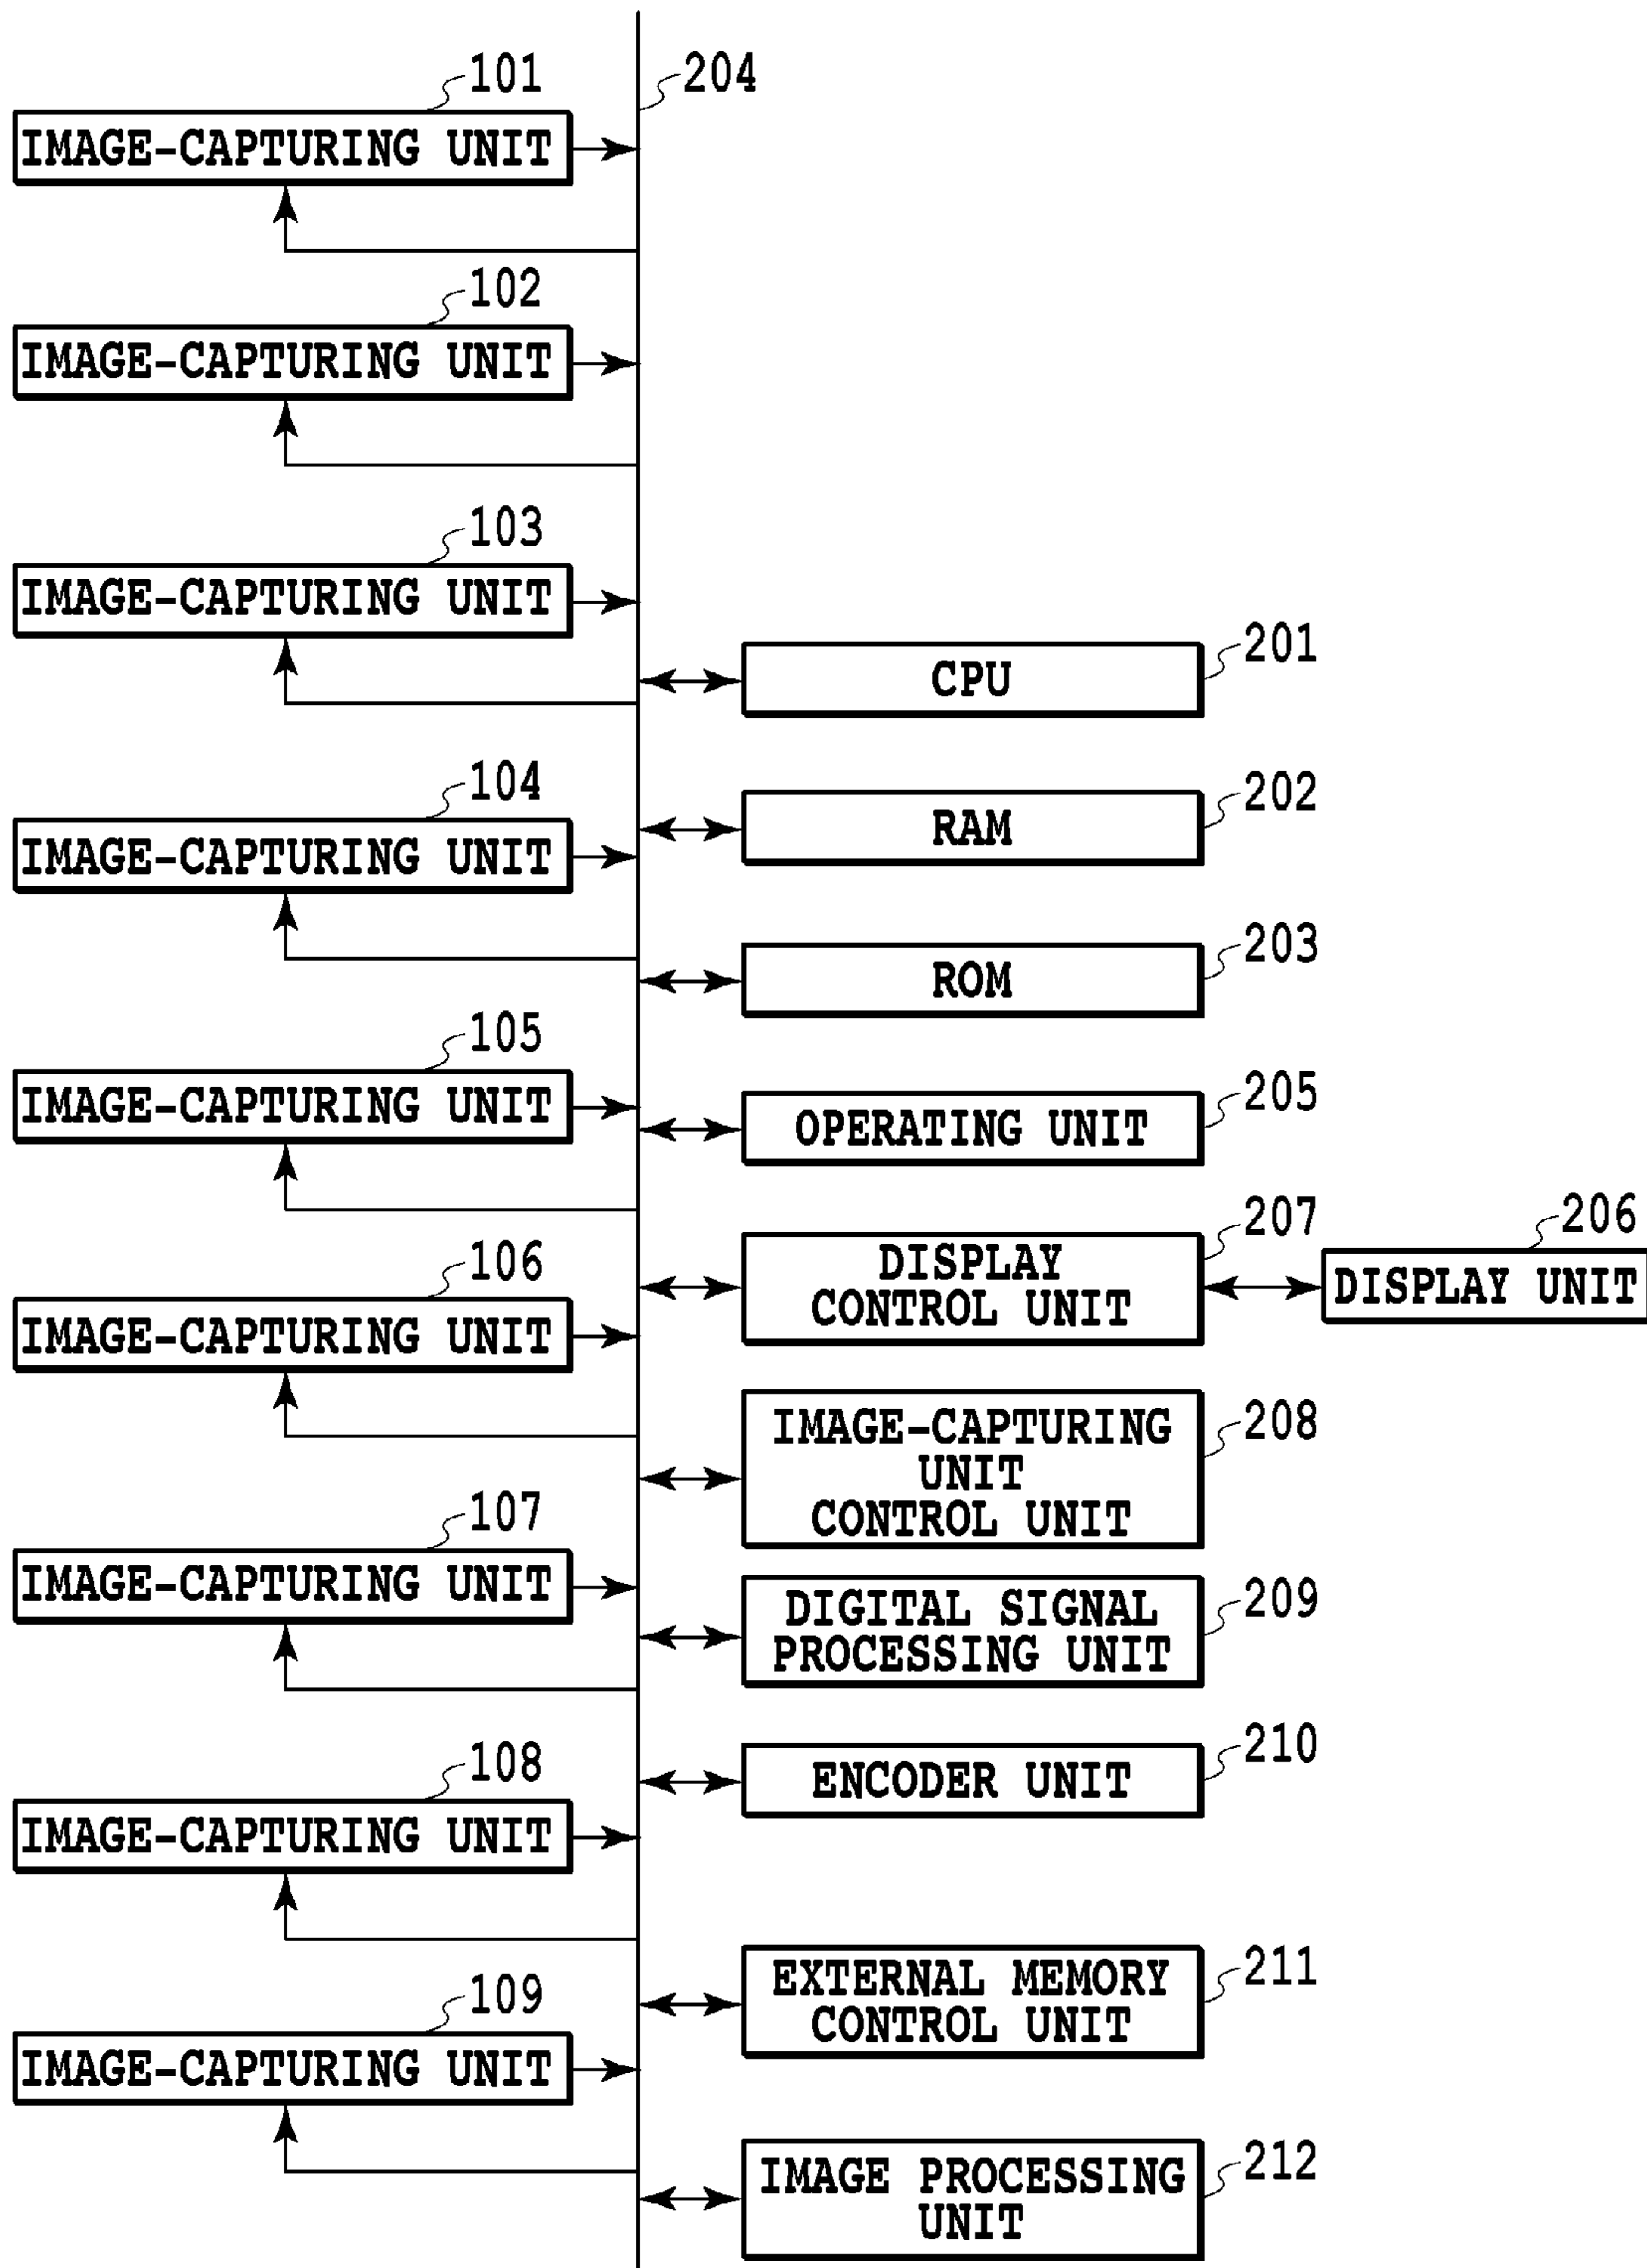 101
204
IMAGE-CAPTURING UNIT
102
IMAGE-CAPTURING UNIT
103
IMAGE-CAPTURING UNIT
201
CPU
104
202
IMAGE-CAPTURING UNIT
RAM
203
ROM
105
IMAGE-CAPTURING UNIT
205
OPERATING UNIT
207
206
106
DISPLAY
CONTROL UNIT
DISPLAY UNIT
IMAGE-CAPTURING UNIT
208
IMAGE-CAPTURING
UNIT
CONTROL UNIT
107
IMAGE-CAPTURING UNIT
209
DIGITAL SIGNAL
PROCESSING UNIT
108
210
ENCODER UNIT
IMAGE-CAPTURING UNIT
211
EXTERNAL MEMORY
CONTROL UNIT
109
IMAGE-CAPTURING UNIT
212
IMAGE PROCESSING
UNIT